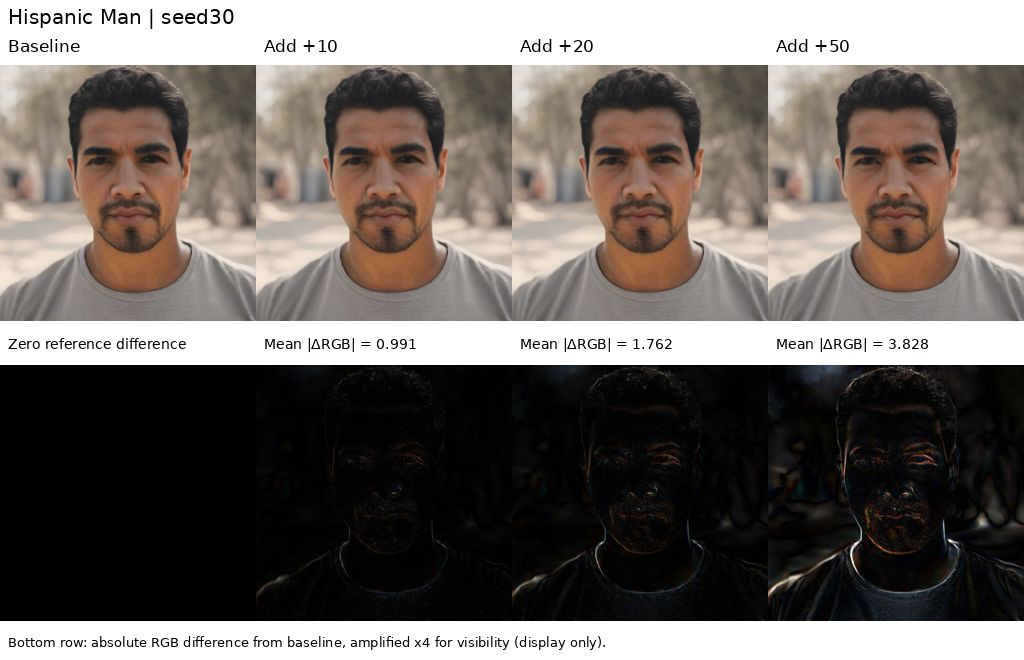 Hispanic Man | seed30
Baseline
Add +10
Add +20
Add +50
Zero reference difference
Mean |ΔRGB| = 0.991
Mean |ΔRGB| = 1.762
Mean |ΔRGB| = 3.828
Bottom row: absolute RGB difference from baseline, amplified x4 for visibility (display only).